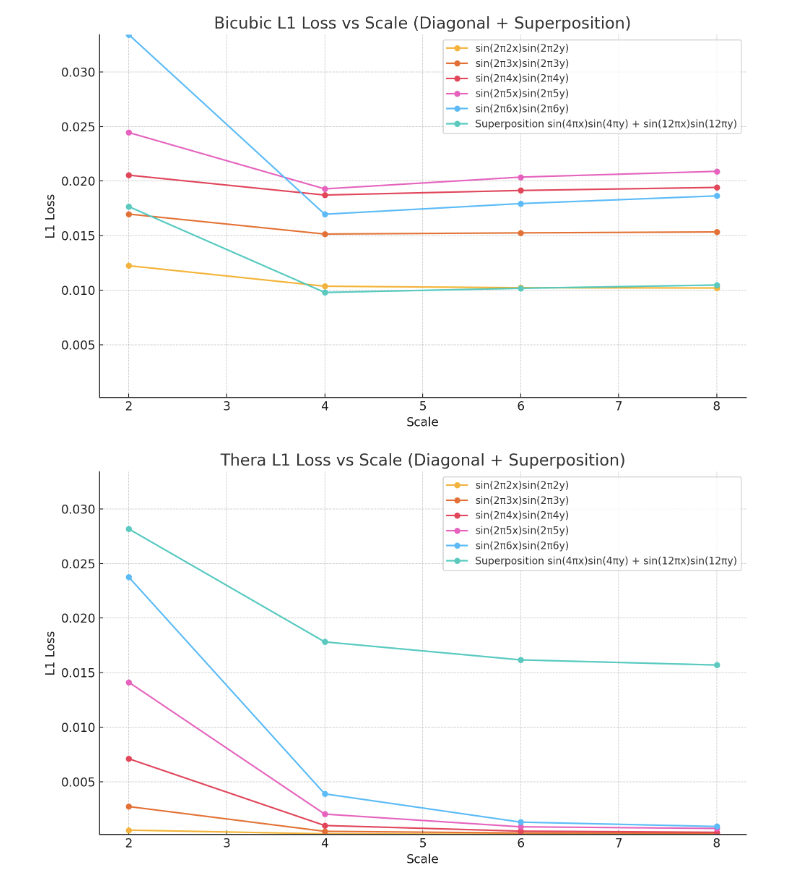 Bicubic L1 Loss vs Scale (Diagonal + Superposition)
sin(2π2x)sin(2π2y)
sin(2π3x)sin(2π3y)
sin(2π4x)sin(2π4y)
sin(2π5x)sin(2π5y)
sin(2π6x)sin(2π6y)
Superposition sin(4πx)sin(4πy) + sin(12πx)sin(12πy)
L1 Loss
0.030
0.025
0.020
0.015
0.010
0.005
2 3 4 5 6 7 8
Scale
Thera L1 Loss vs Scale (Diagonal + Superposition)
sin(2π2x)sin(2π2y)
sin(2π3x)sin(2π3y)
sin(2π4x)sin(2π4y)
sin(2π5x)sin(2π5y)
sin(2π6x)sin(2π6y)
Superposition sin(4πx)sin(4πy) + sin(12πx)sin(12πy)
L1 Loss
0.030
0.025
0.020
0.015
0.010
0.005
2 3 4 5 6 7 8
Scale